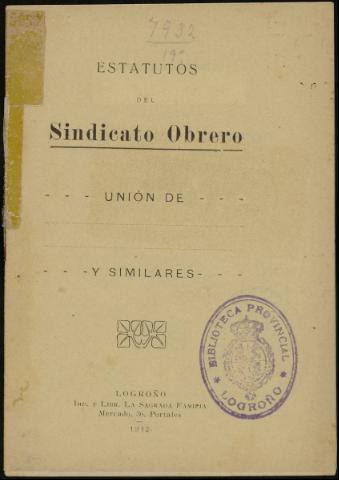 7932
19º
ESTATUTOS
DEL
Sindicato Obrero
- - - UNIÓN DE - - -
- - -Y SIMILARES- - -
BIBLIOTECA PROVINCIAL
* LOGROÑO *
LOGROÑO
Imp. y Libr. La Sagrada Familia
Mercado, 36, Portales
1912